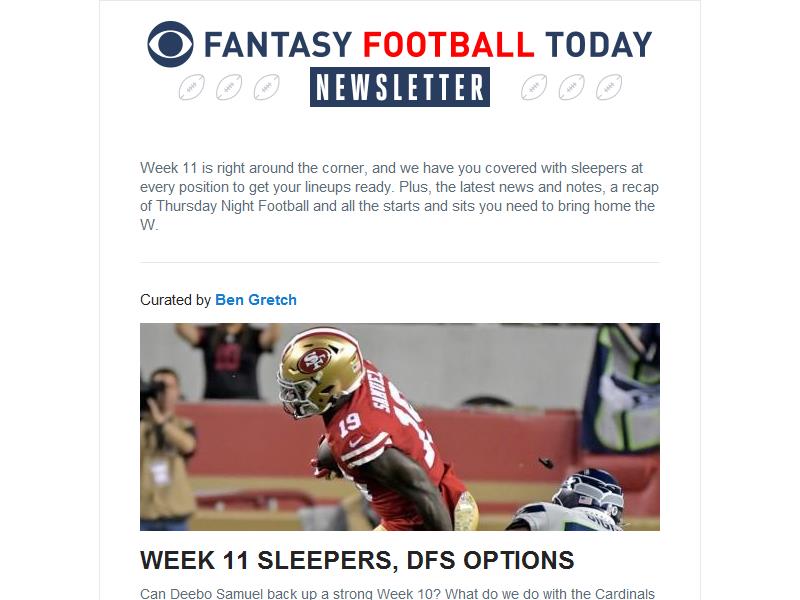 FANTASY FOOTBALL TODAY
NEWSLETTER
Week 11 is right around the corner, and we have you covered with sleepers at
every position to get your lineups ready. Plus, the latest news and notes, a recap
of Thursday Night Football and all the starts and sits you need to bring home the
W.
Curated by Ben Gretch
SAMUEL
19
19
WEEK 11 SLEEPERS, DFS OPTIONS
Can Deebo Samuel back up a strong Week 10? What do we do with the Cardinals